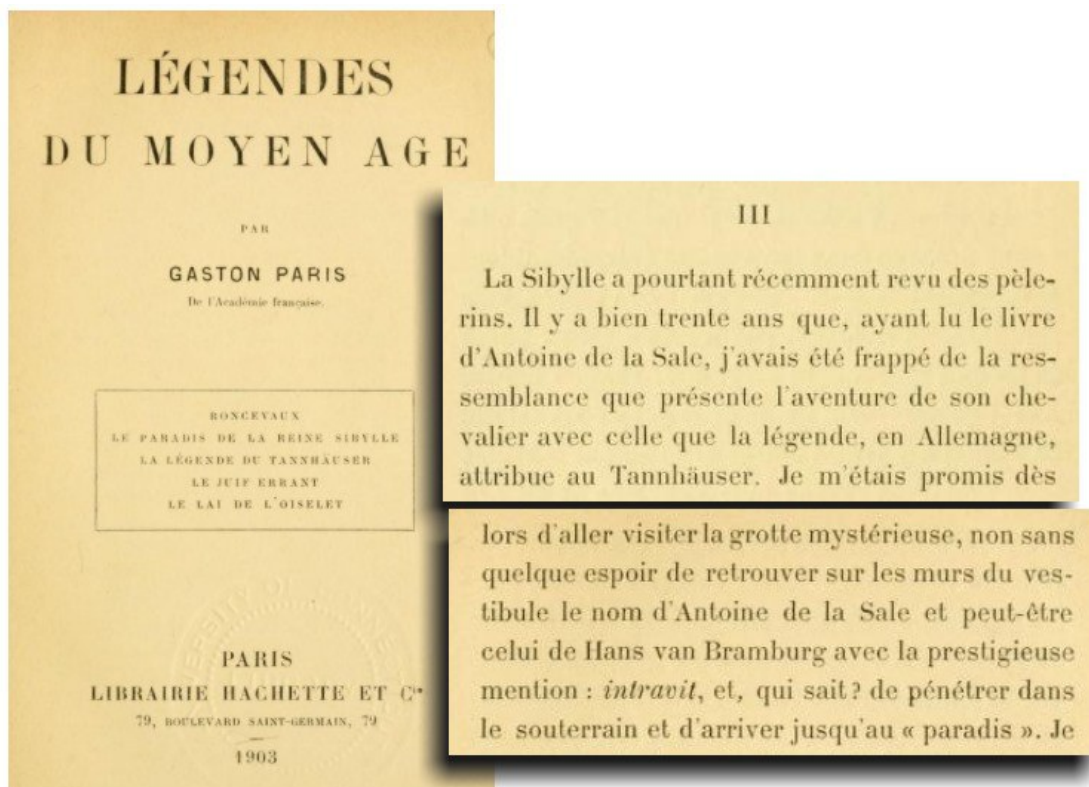 LÉGENDES
DU MOYEN AGE
PAR
GASTON PARIS
De l'Académie française.
RONCEVAUX
LE PARADIS DE LA REINE SIBYLLE
LA LÉGENDE DU TANNHÄUSER
LE JUIF ERRANT
LE LAI DE L'OISELET
PARIS
LIBRAIRIE HACHETTE ET Cie
79, BOULEVARD SAINT-GERMAIN, 79
1903
III
La Sibylle a pourtant récemment revu des pèle-
rins. Il y a bien trente ans que, ayant lu le livre
d'Antoine de la Sale, j'avais été frappé de la res-
semblance que présente l'aventure de son che-
valier avec celle que la légende, en Allemagne,
attribue au Tannhäuser. Je m'étais promis dès
lors d'aller visiter la grotte mystérieuse, non sans
quelque espoir de retrouver sur les murs du ves-
tibule le nom d'Antoine de la Sale et peut-être
celui de Hans van Bramburg avec la prestigieuse
mention : intravit, et, qui sait ? de pénétrer dans
le souterrain et d'arriver jusqu'au « paradis ». Je